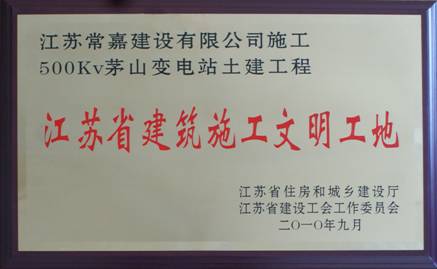 江苏常嘉建设有限公司施工
500Kv茅山变电站土建工程
江苏省建筑施工文明工地
江苏省住房和城乡建设厅
江苏省建设工会工作委员会
二〇一〇年九月